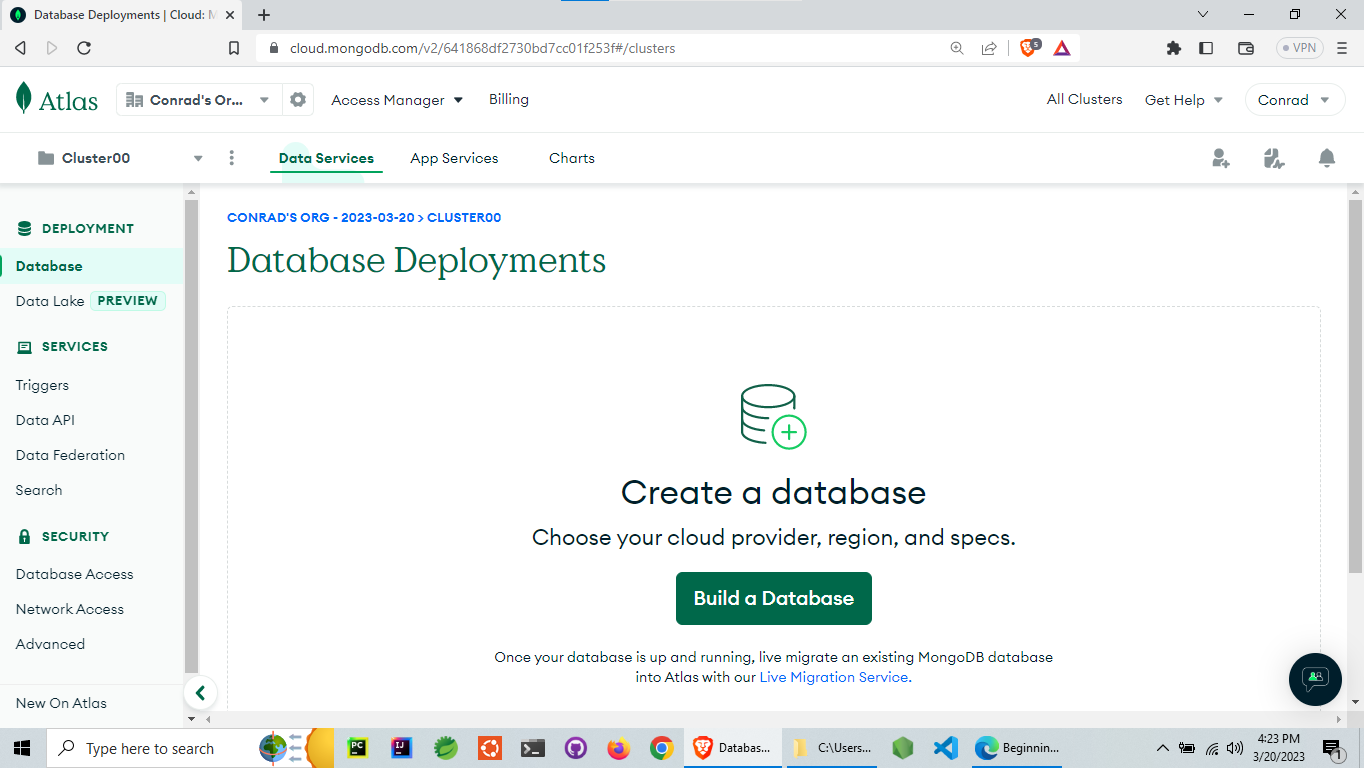 Database Deployments | Cloud: M
cloud.mongodb.com/v2/641868df2730bd7cc01f253f#/clusters
5
VPN
Atlas
Conrad's Or...
Access Manager
Billing
All Clusters
Get Help
Conrad
Cluster00
Data Services
App Services
Charts
DEPLOYMENT
Database
Data Lake PREVIEW
SERVICES
Triggers
Data API
Data Federation
Search
SECURITY
Database Access
Network Access
Advanced
New On Atlas
CONRAD'S ORG - 2023-03-20 > CLUSTER00
Database Deployments
Create a database
Choose your cloud provider, region, and specs.
Build a Database
Once your database is up and running, live migrate an existing MongoDB database
into Atlas with our Live Migration Service.
Type here to search
PC
IJ
Databas...
C:\Users...
Beginnin...
4:23 PM
3/20/2023
1